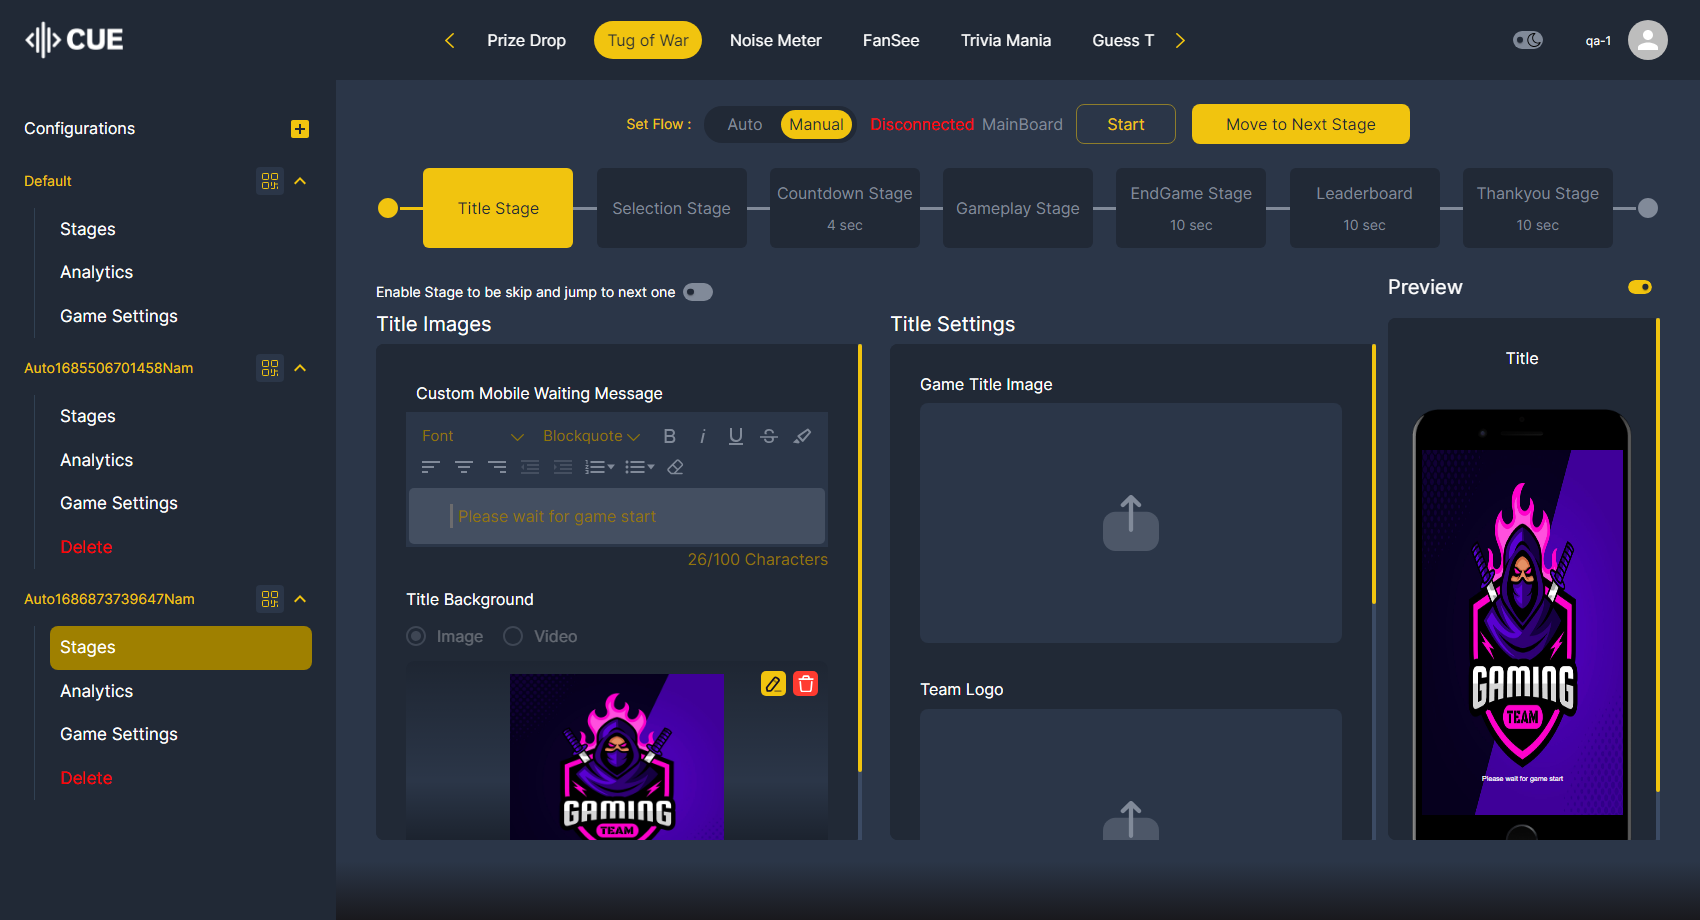 CUE
Prize Drop
Tug of War
Noise Meter
FanSee
Trivia Mania
Guess T
qa-1
Configurations
Default
Stages
Analytics
Game Settings
Auto1685506701458Nam
Stages
Analytics
Game Settings
Delete
Auto1686873739647Nam
Stages
Analytics
Game Settings
Delete
Set Flow :
Auto
Manual
Disconnected MainBoard
Start
Move to Next Stage
Title Stage
Selection Stage
Countdown Stage
4 sec
Gameplay Stage
EndGame Stage
10 sec
Leaderboard
10 sec
Thankyou Stage
10 sec
Enable Stage to be skip and jump to next one
Title Images
Custom Mobile Waiting Message
Font
Blockquote
B i U S
Please wait for game start
26/100 Characters
Title Background
Image
Video
GAMING
TEAM
Title Settings
Game Title Image
Team Logo
Preview
Title
GAMING
TEAM
Please wait for game start